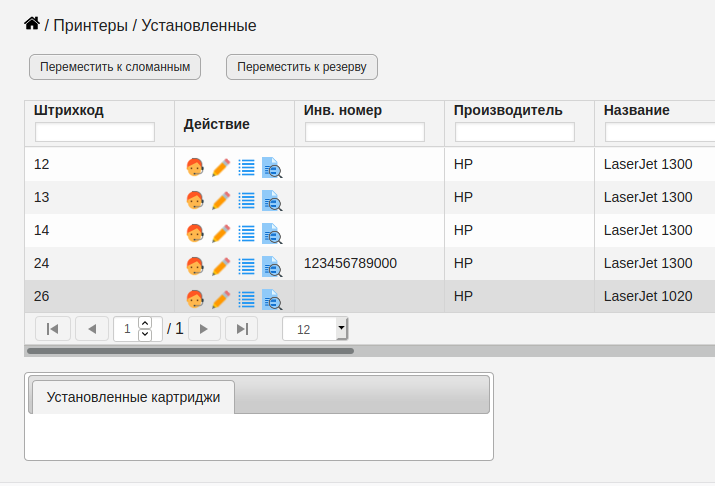 / Принтеры / Установленные
Переместить к сломанным Переместить к резерву
Штрихкод Действие Инв. номер Производитель Название
12 HP LaserJet 1300
13 HP LaserJet 1300
14 HP LaserJet 1300
24 123456789000 HP LaserJet 1300
26 HP LaserJet 1020
1 / 1 12
Установленные картриджи